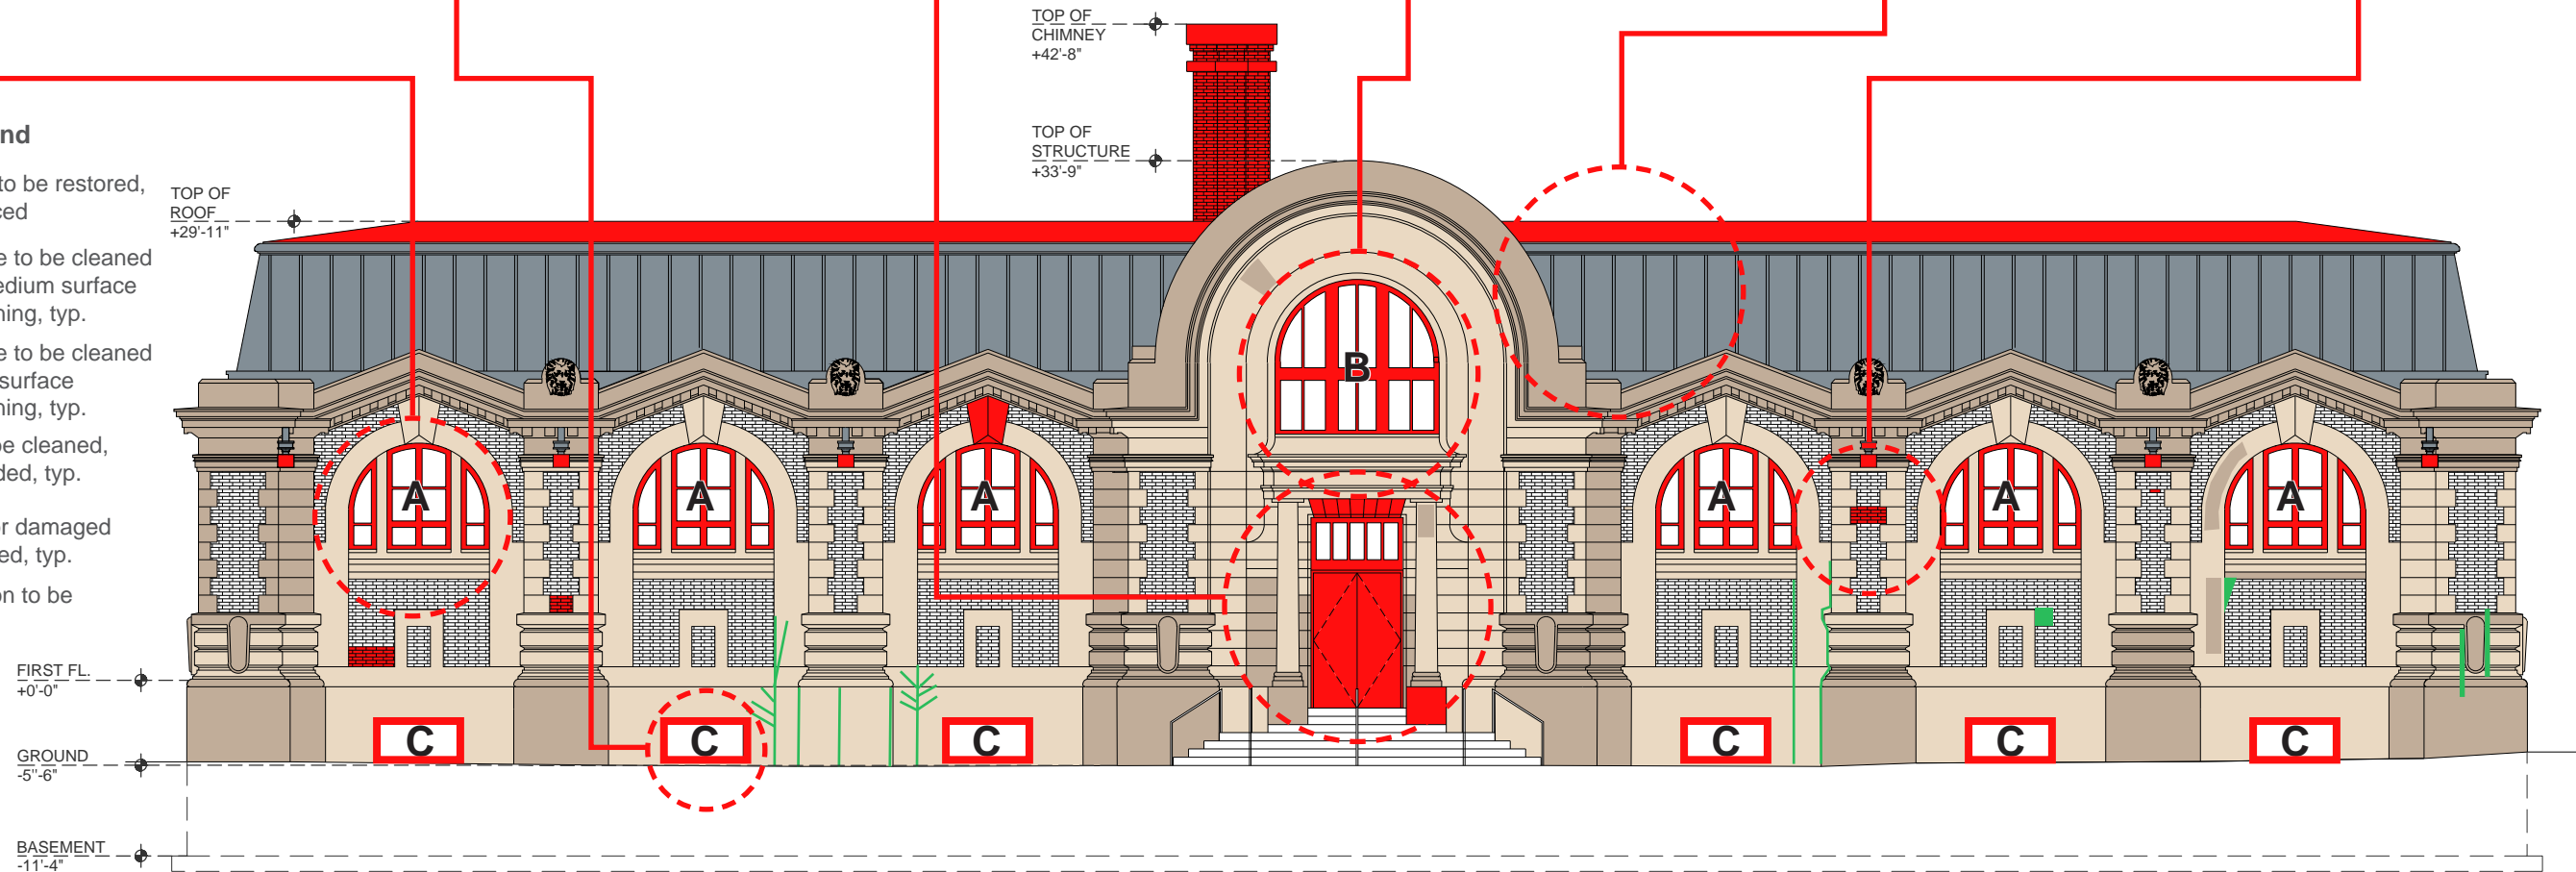 nd
to be restored,
ced
e to be cleaned
edium surface
ning, typ.
e to be cleaned
surface
ning, typ.
be cleaned,
ded, typ.
or damaged
ed, typ.
on to be
TOP OF
CHIMNEY
+42'-8"
TOP OF
STRUCTURE
+33'-9"
TOP OF
ROOF
+29'-11"
FIRST FL.
+0'-0"
GROUND
-5"-6"
BASEMENT
-11'-4"
B
A
A
A
A
A
A
C
C
C
C
C
C